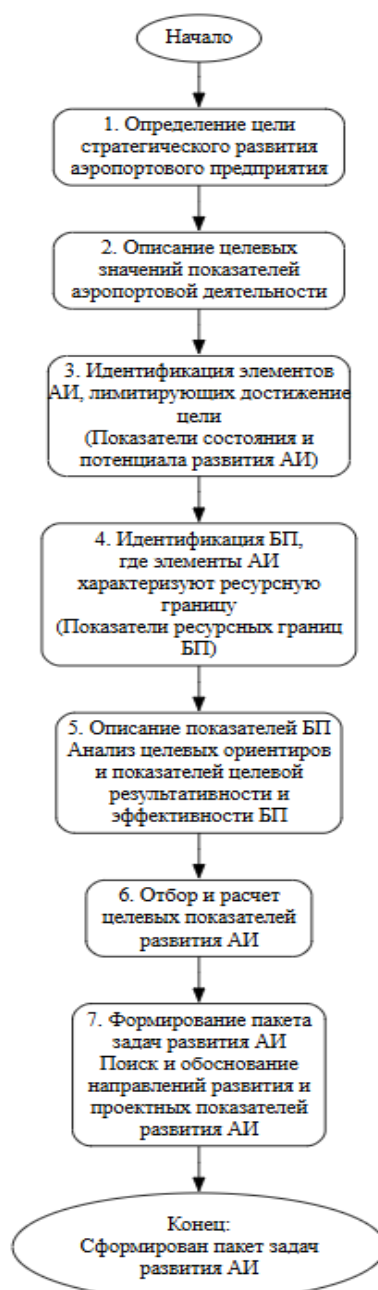 Начало
1. Определение цели
стратегического развития
аэропортового предприятия
2. Описание целевых
значений показателей
аэропортовой деятельности
3. Идентификация элементов
АИ, лимитирующих достижение
цели
(Показатели состояния и
потенциала развития АИ)
4. Идентификация БП,
где элементы АИ
характеризуют ресурсную
границу
(Показатели ресурсных границ
БП)
5. Описание показателей БП
Анализ целевых ориентиров
и показателей целевой
результативности и
эффективности БП
6. Отбор и расчет
целевых показателей
развития АИ
7. Формирование пакета
задач развития АИ
Поиск и обоснование
направлений развития и
проектных показателей
развития АИ
Конец:
Сформирован пакет задач
развития АИ